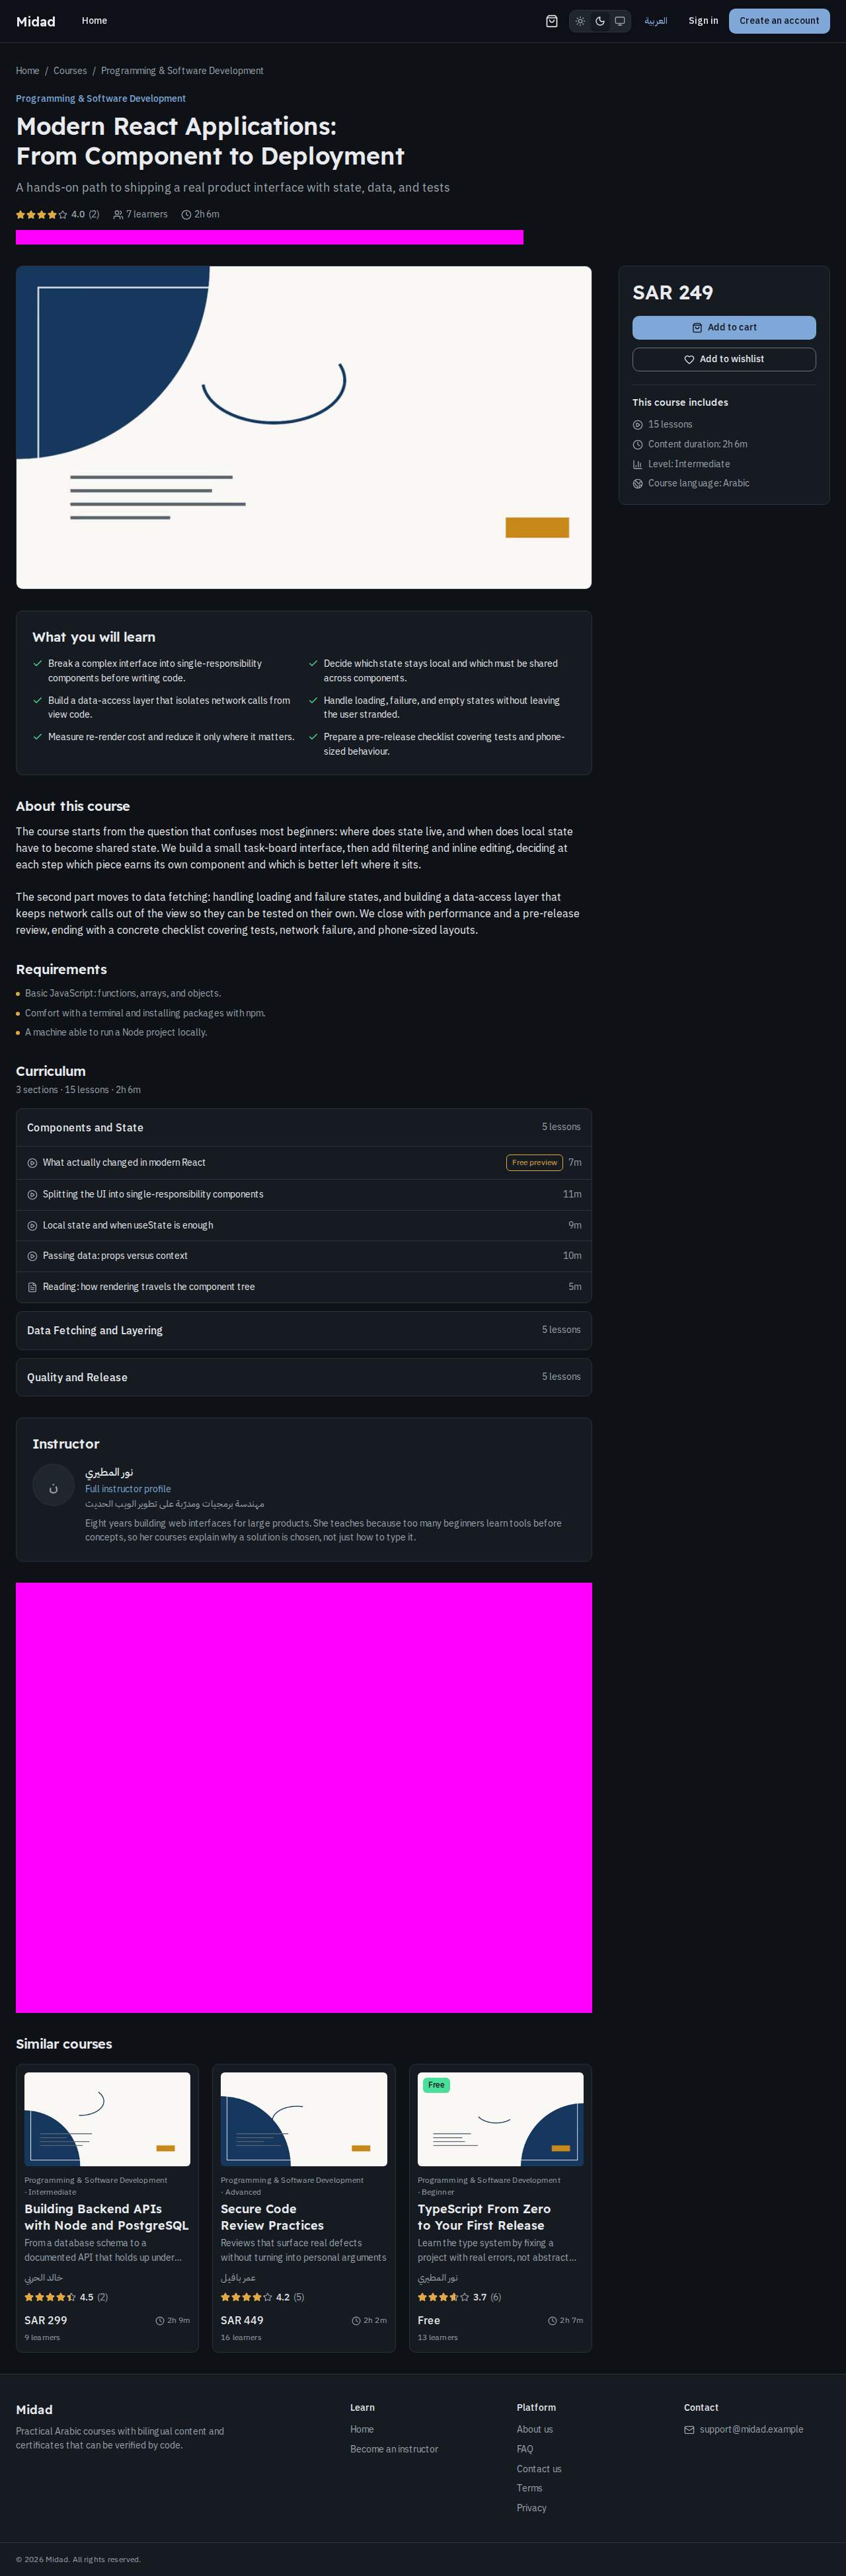 Midad
Home
العربية
Sign in
Create an account
Home / Courses / Programming & Software Development
Programming & Software Development
Modern React Applications:
From Component to Deployment
A hands-on path to shipping a real product interface with state, data, and tests
4.0 (2) 7 learners 2h 6m
SAR 249
Add to cart
Add to wishlist
This course includes
15 lessons
Content duration: 2h 6m
Level: Intermediate
Course language: Arabic
What you will learn
Break a complex interface into single-responsibility
components before writing code.
Decide which state stays local and which must be shared
across components.
Build a data-access layer that isolates network calls from
view code.
Handle loading, failure, and empty states without leaving
the user stranded.
Measure re-render cost and reduce it only where it matters.
Prepare a pre-release checklist covering tests and phone-
sized behaviour.
About this course
The course starts from the question that confuses most beginners: where does state live, and when does local state
have to become shared state. We build a small task-board interface, then add filtering and inline editing, deciding at
each step which piece earns its own component and which is better left where it sits.
The second part moves to data fetching: handling loading and failure states, and building a data-access layer that
keeps network calls out of the view so they can be tested on their own. We close with performance and a pre-release
review, ending with a concrete checklist covering tests, network failure, and phone-sized layouts.
Requirements
Basic JavaScript: functions, arrays, and objects.
Comfort with a terminal and installing packages with npm.
A machine able to run a Node project locally.
Curriculum
3 sections · 15 lessons · 2h 6m
Components and State 5 lessons
What actually changed in modern React Free preview 7m
Splitting the UI into single-responsibility components 11m
Local state and when useState is enough 9m
Passing data: props versus context 10m
Reading: how rendering travels the component tree 5m
Data Fetching and Layering 5 lessons
Quality and Release 5 lessons
Instructor
ن
نور المطيري
Full instructor profile
مهندسة برمجيات ومدرّبة على تطوير الويب الحديث
Eight years building web interfaces for large products. She teaches because too many beginners learn tools before
concepts, so her courses explain why a solution is chosen, not just how to type it.
Similar courses
Programming & Software Development
· Intermediate
Building Backend APIs
with Node and PostgreSQL
From a database schema to a
documented API that holds up under...
خالد الحربي
4.5 (2)
SAR 299 2h 9m
9 learners
Programming & Software Development
· Advanced
Secure Code
Review Practices
Reviews that surface real defects
without turning into personal arguments
عمر باقبل
4.2 (5)
SAR 449 2h 2m
16 learners
Free
Programming & Software Development
· Beginner
TypeScript From Zero
to Your First Release
Learn the type system by fixing a
project with real errors, not abstract...
نور المطيري
3.7 (6)
Free 2h 7m
13 learners
Midad
Practical Arabic courses with bilingual content and
certificates that can be verified by code.
Learn
Home
Become an instructor
Platform
About us
FAQ
Contact us
Terms
Privacy
Contact
support@midad.example
© 2026 Midad. All rights reserved.